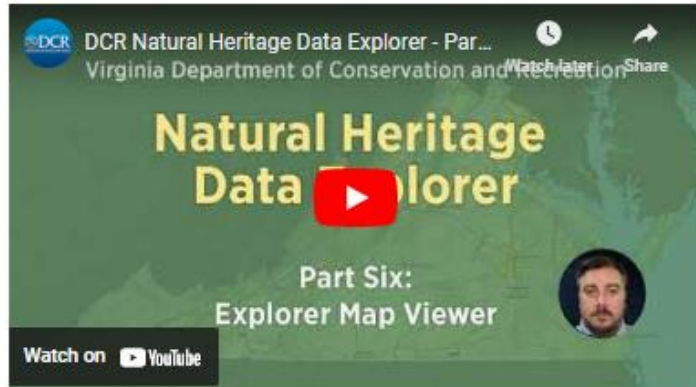 DCR
DCR Natural Heritage Data Explorer - Par...
Watch later
Share
Virginia Department of Conservation and Recreation
Natural Heritage
Data Explorer
Part Six:
Explorer Map Viewer
Watch on YouTube